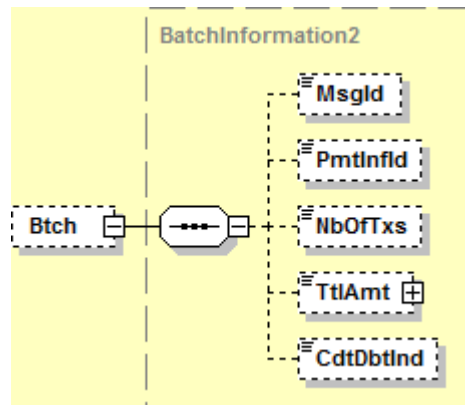 BatchInformation2
MsgId
PmtInfId
Btch
NbOfTxs
TtlAmt
CdtDbtInd